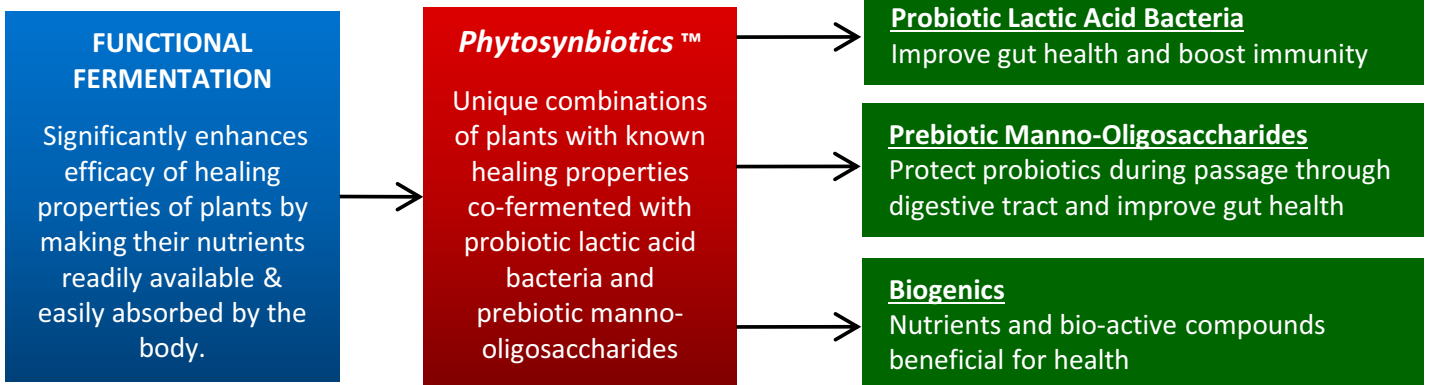 FUNCTIONAL
FERMENTATION
Significantly enhances
efficacy of healing
properties of plants by
making their nutrients
readily available &
easily absorbed by the
body.
Phytosynbiotics ™
Unique combinations
of plants with known
healing properties
co-fermented with
probiotic lactic acid
bacteria and
prebiotic manno-
oligosaccharides
Probiotic Lactic Acid Bacteria
Improve gut health and boost immunity
Prebiotic Manno-Oligosaccharides
Protect probiotics during passage through
digestive tract and improve gut health
Biogenics
Nutrients and bio-active compounds
beneficial for health